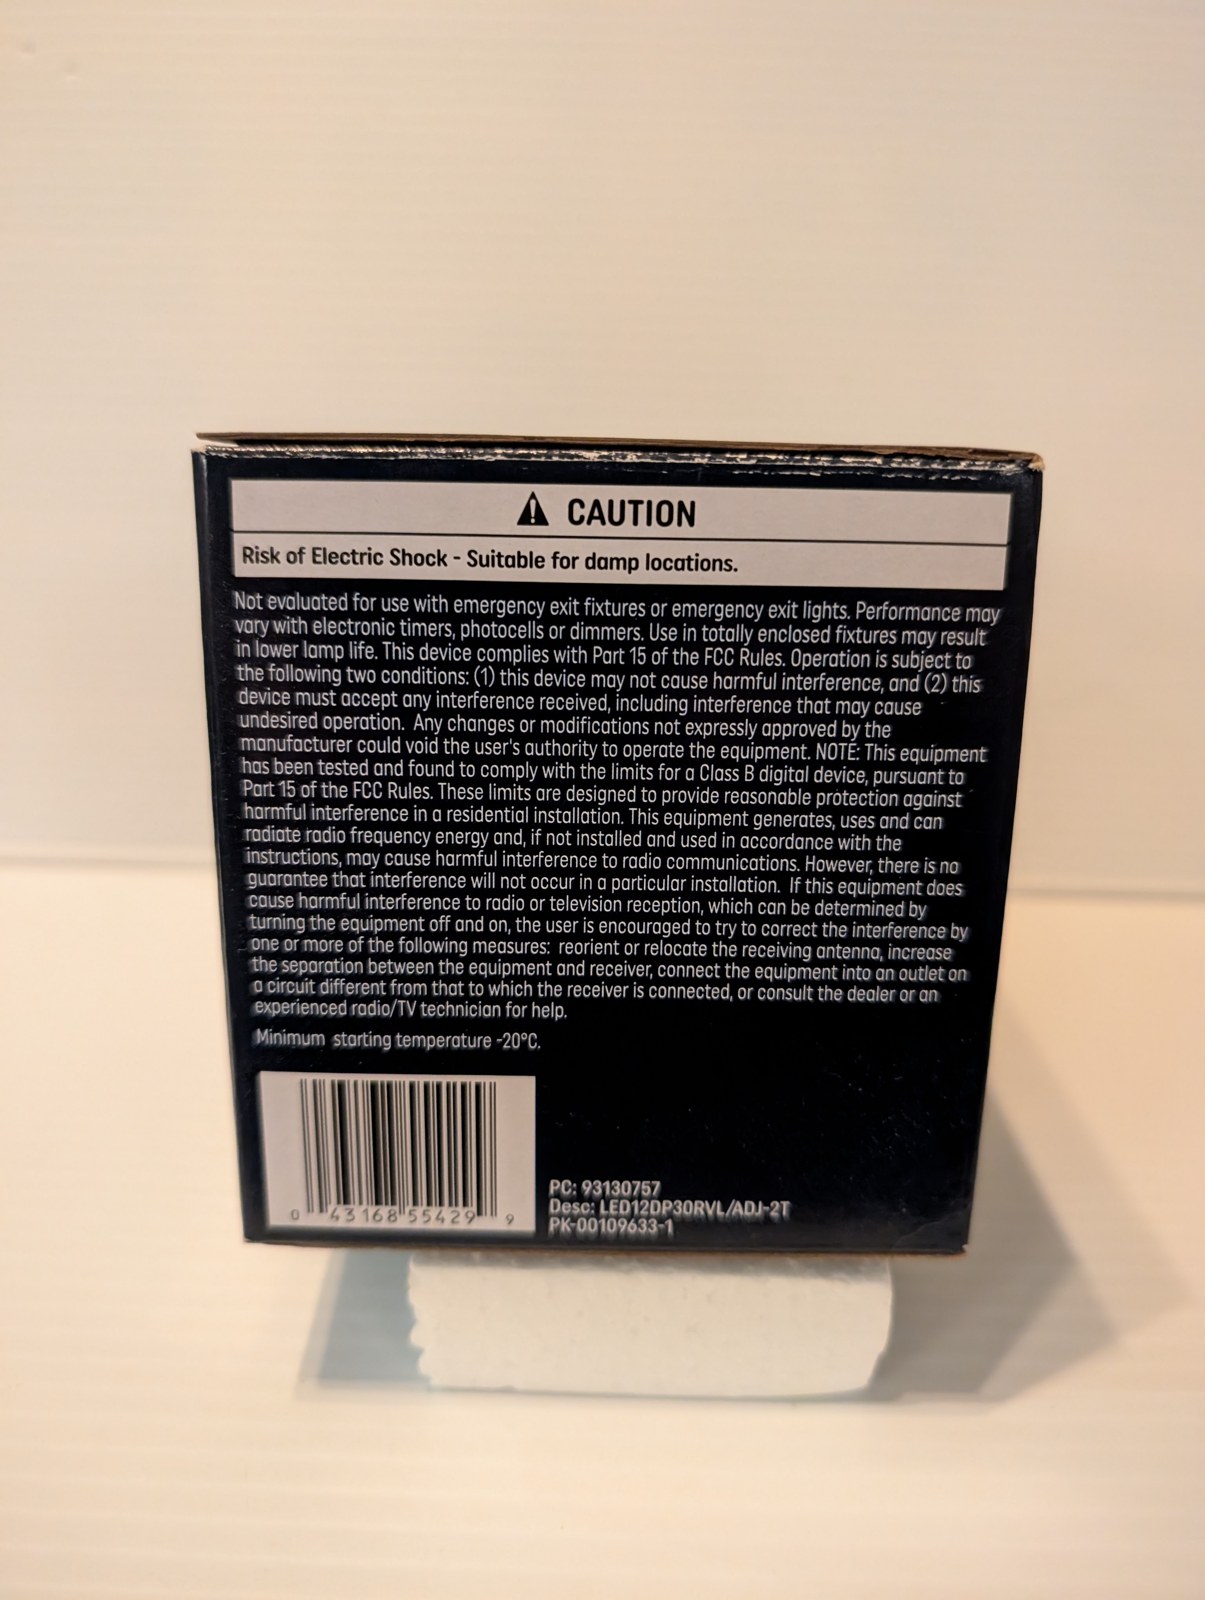 CAUTION
Risk of Electric Shock - Suitable for damp locations.
Not evaluated for use with emergency exit fixtures or emergency exit lights. Performance may
vary with electronic timers, photocells or dimmers. Use in totally enclosed fixtures may result
in lower lamp life. This device complies with Part 15 of the FCC Rules. Operation is subject to
the following two conditions: (1) this device may not cause harmful interference, and (2) this
device must accept any interference received, including interference that may cause
undesired operation. Any changes or modifications not expressly approved by the
manufacturer could void the user's authority to operate the equipment. NOTE: This equipment
has been tested and found to comply with the limits for a Class B digital device, pursuant to
Part 15 of the FCC Rules. These limits are designed to provide reasonable protection against
harmful interference in a residential installation. This equipment generates, uses and can
radiate radio frequency energy and, if not installed and used in accordance with the
instructions, may cause harmful interference to radio communications. However, there is no
guarantee that interference will not occur in a particular installation. If this equipment does
cause harmful interference to radio or television reception, which can be determined by
turning the equipment off and on, the user is encouraged to try to correct the interference by
one or more of the following measures: reorient or relocate the receiving antenna, increase
the separation between the equipment and receiver, connect the equipment into an outlet on
a circuit different from that to which the receiver is connected, or consult the dealer or an
experienced radio/TV technician for help.
Minimum starting temperature -20°C.
0 43168 55429 9
PC: 93130757
Desc: LED12DP30RVL/ADJ-2T
PK-00109633-1